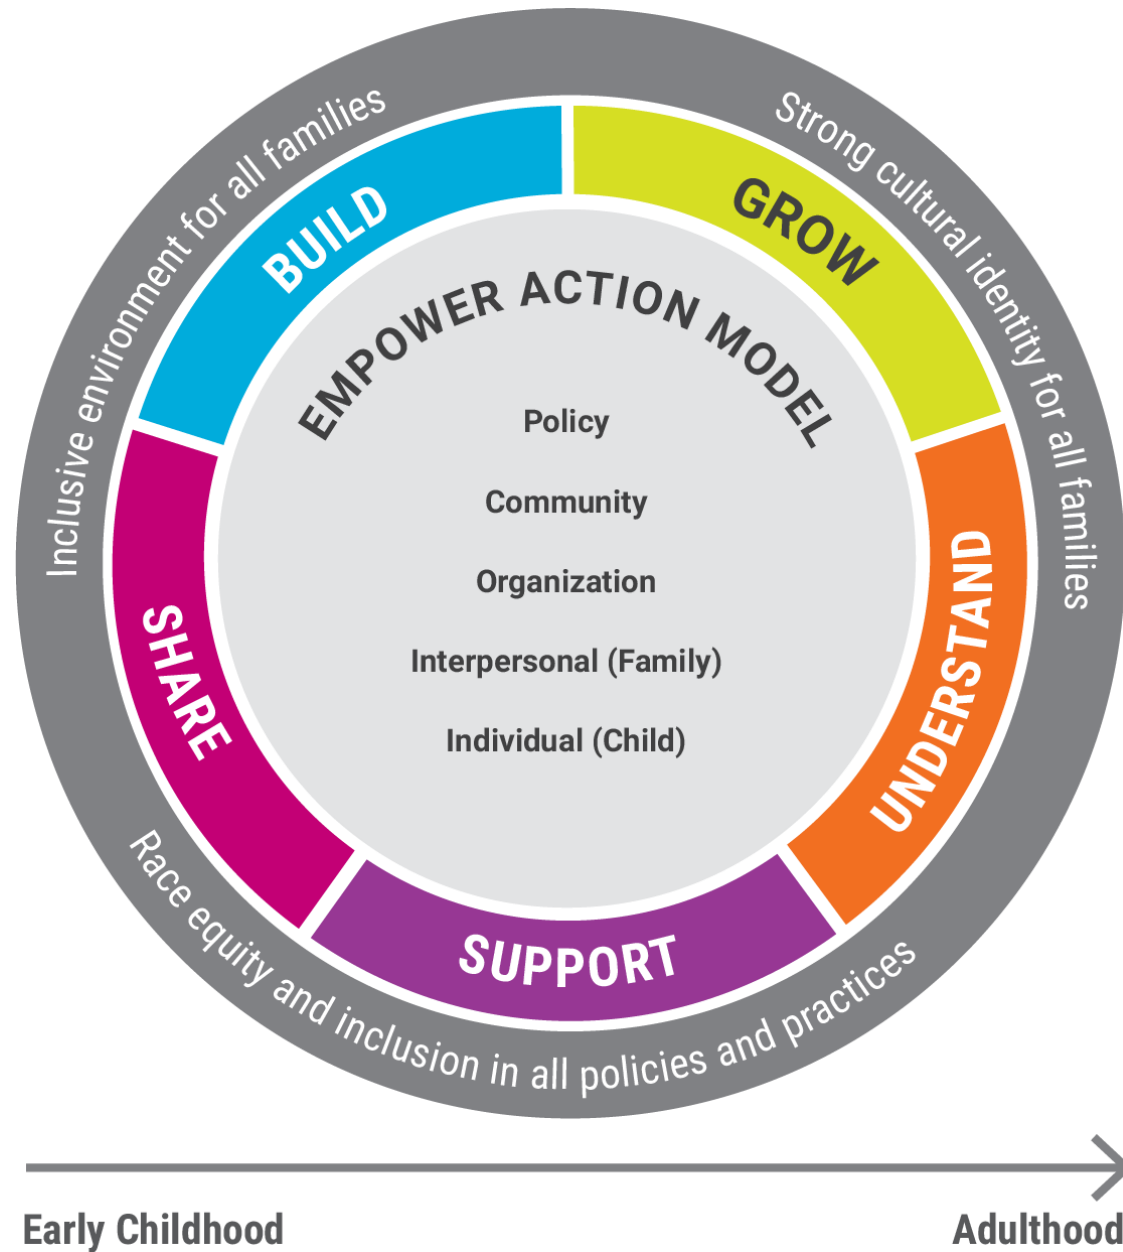 Inclusive environment for all families
Strong cultural identity for all families
BUILD
GROW
EMPOWER ACTION MODEL
Policy
Community
Organization
Interpersonal (Family)
Individual (Child)
SHARE
UNDERSTAND
SUPPORT
Race equity and inclusion in all policies and practices
Early Childhood
Adulthood